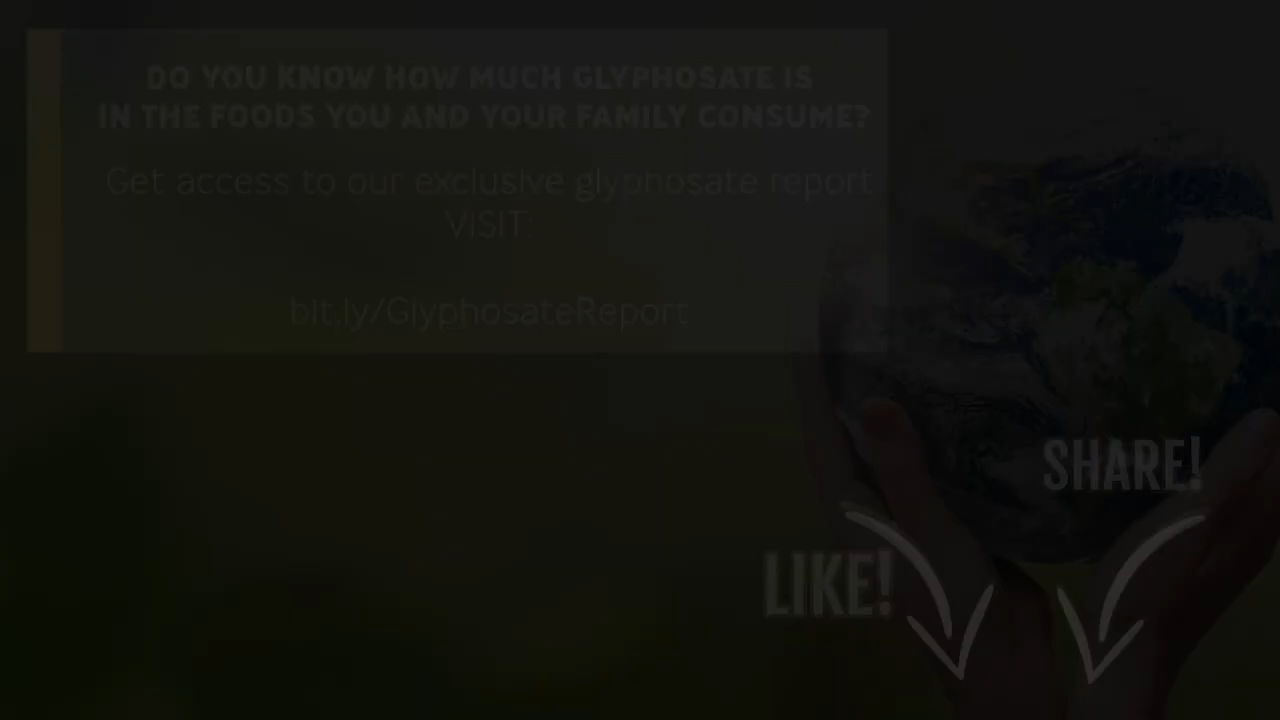 DO YOU KNOW HOW MUCH GLYPHOSATE IS
IN THE FOODS YOU AND YOUR FAMILY CONSUME?
Get access to our exclusive glyphosate report
VISIT:
bit.ly/GlyphosateReport
SHARE!
LIKE!